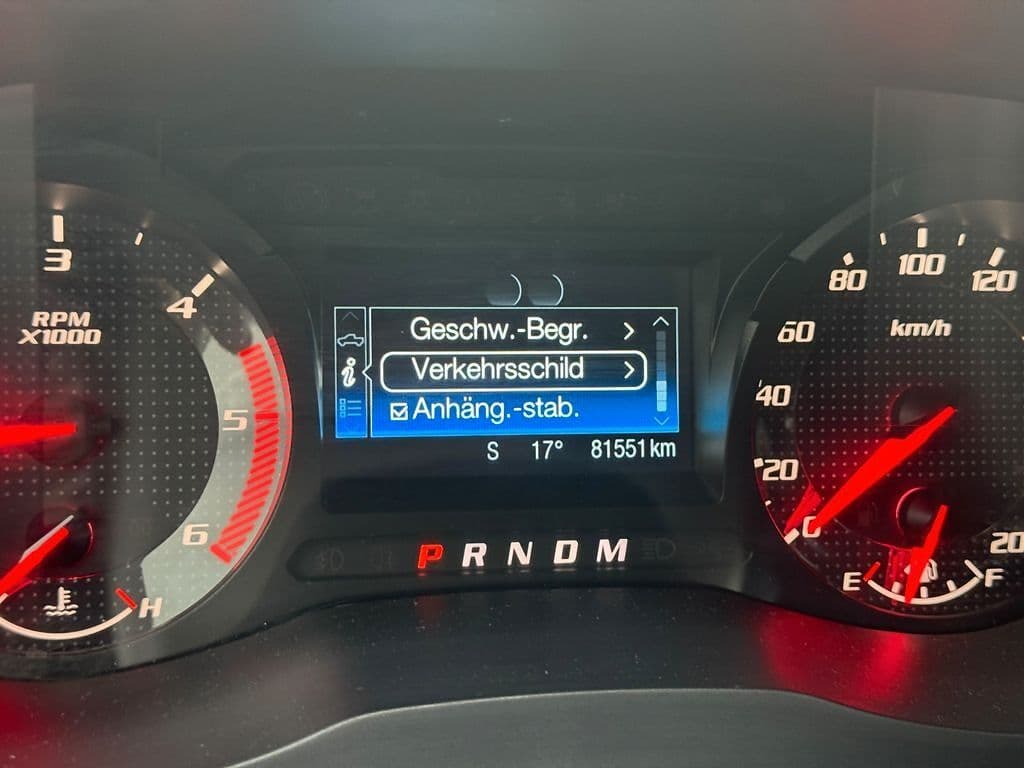 3
4
5
6
RPM
X1000
H
Geschw.-Begr.
Verkehrsschild
Anhäng.-stab.
S 17° 81551 km
P R N D M
20
40
60
80
100
120
km/h
E
F
20